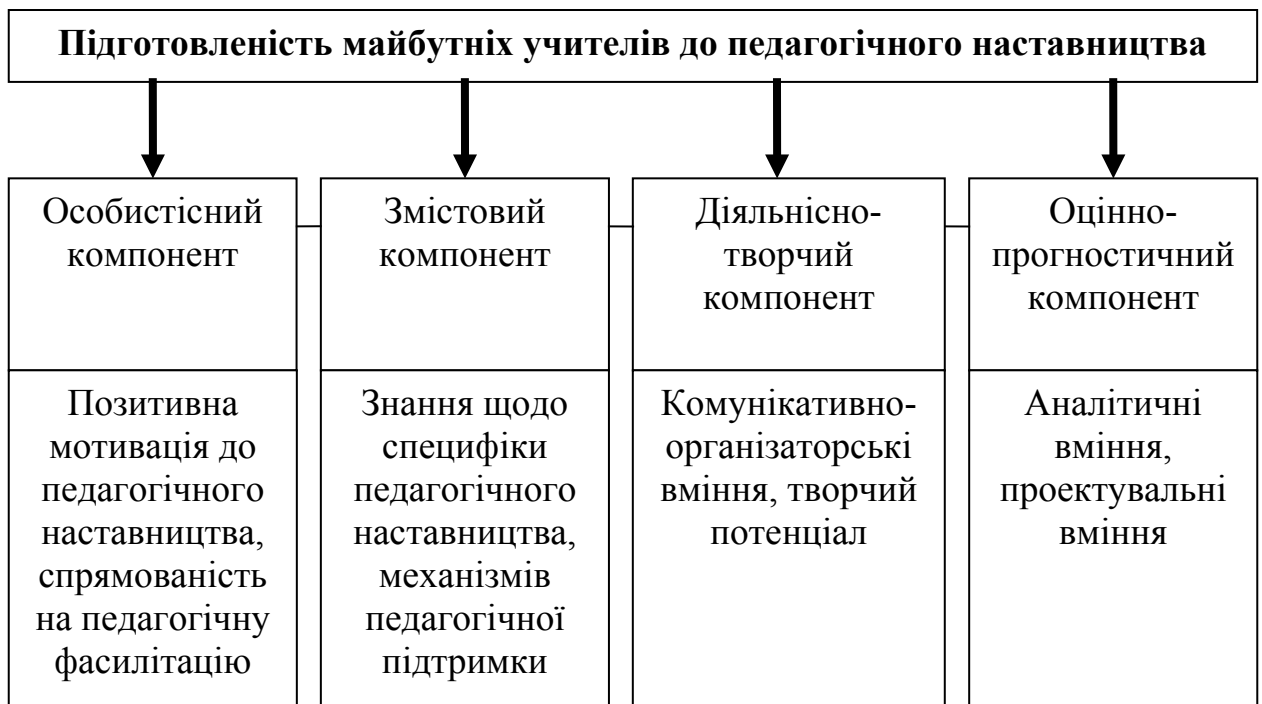 Підготовленість майбутніх учителів до педагогічного наставництва
Особистісний
компонент
Змістовий
компонент
Діяльнісно-
творчий
компонент
Оцінно-
прогностичний
компонент
Позитивна
мотивація до
педагогічного
наставництва,
спрямованість
на педагогічну
фасилітацію
Знання щодо
специфіки
педагогічного
наставництва,
механізмів
педагогічної
підтримки
Комунікативно-
організаторські
вміння, творчий
потенціал
Аналітичні
вміння,
проектувальні
вміння